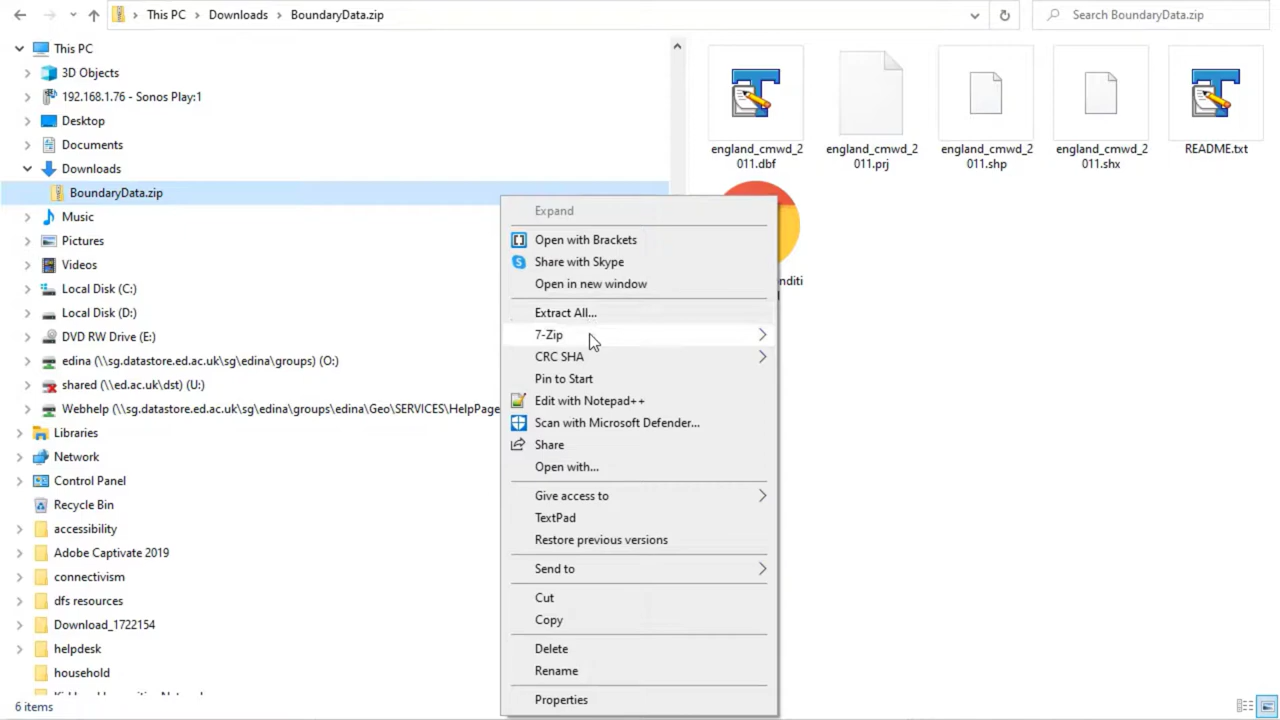 This PC > Downloads > BoundaryData.zip
Search BoundaryData.zip
This PC
3D Objects
192.168.1.76 - Sonos Play:1
Desktop
Documents
Downloads
BoundaryData.zip
Music
Pictures
Videos
Local Disk (C:)
Local Disk (D:)
DVD RW Drive (E:)
edina (\\sg.datastore.ed.ac.uk\sg\edina\groups) (O:)
shared (\\ed.ac.uk\dst) (U:)
Webhelp (\\sg.datastore.ed.ac.uk\sg\edina\groups\edina\Geo\SERVICES\HelpPage
Libraries
Network
Control Panel
Recycle Bin
accessibility
Adobe Captivate 2019
connectivism
dfs resources
Download_1722154
helpdesk
household
6 items
england_cmwd_2
011.dbf
england_cmwd_2
011.prj
england_cmwd_2
011.shp
england_cmwd_2
011.shx
README.txt
nditi
Expand
Open with Brackets
Share with Skype
Open in new window
Extract All...
7-Zip
CRC SHA
Pin to Start
Edit with Notepad++
Scan with Microsoft Defender...
Share
Open with...
Give access to
TextPad
Restore previous versions
Send to
Cut
Copy
Delete
Rename
Properties